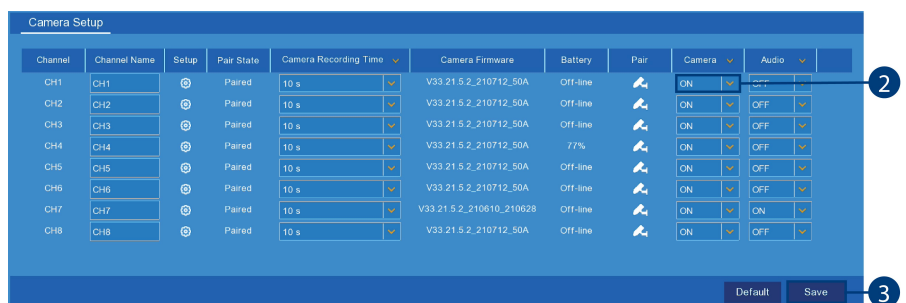 Camera Setup
Channel Channel Name Setup Pair State Camera Recording Time Camera Firmware Battery Pair Camera Audio
CH1 CH1 Paired 10 s V33.21.5.2_210712_50A Off-line ON OFF 2
CH2 CH2 Paired 10 s V33.21.5.2_210712_50A Off-line ON OFF
CH3 CH3 Paired 10 s V33.21.5.2_210712_50A Off-line ON OFF
CH4 CH4 Paired 10 s V33.21.5.2_210712_50A 77% ON OFF
CH5 CH5 Paired 10 s V33.21.5.2_210712_50A Off-line ON OFF
CH6 CH6 Paired 10 s V33.21.5.2_210712_50A Off-line ON OFF
CH7 CH7 Paired 10 s V33.21.5.2_210610_210628 Off-line ON ON
CH8 CH8 Paired 10 s V33.21.5.2_210712_50A Off-line ON OFF
Default Save 3